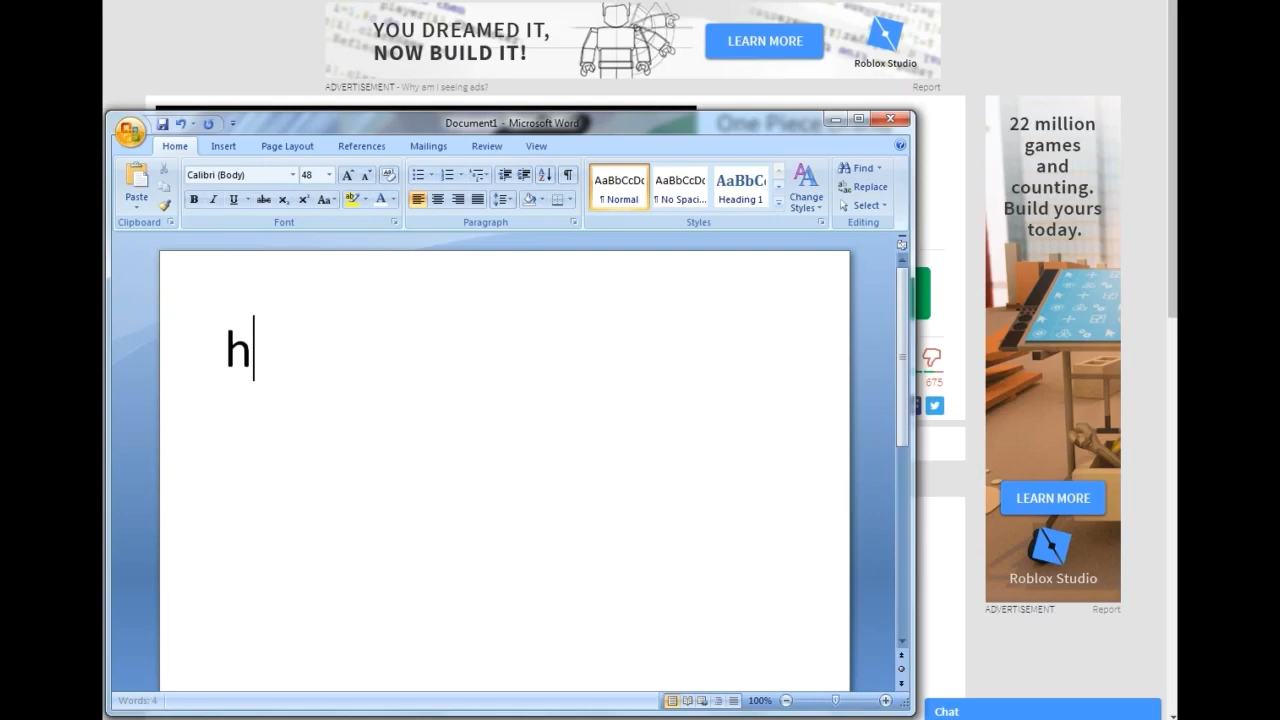 YOU DREAMED IT,
NOW BUILD IT!
LEARN MORE
Roblox Studio
ADVERTISEMENT - Why am I seeing ads?
Report
One Piece
Document1 - Microsoft Word
Home Insert Page Layout References Mailings Review View
Calibri (Body) 48
AaBbCcDc AaBbCcDc AaBbC
Find
Replace
Select
Paste
¶ Normal ¶ No Spaci... Heading 1
Change
Styles
Clipboard Font Paragraph Styles Editing
h
675
Words: 4
100%
22 million
games
and
counting.
Build yours
today.
LEARN MORE
Roblox Studio
ADVERTISEMENT
Report
Chat